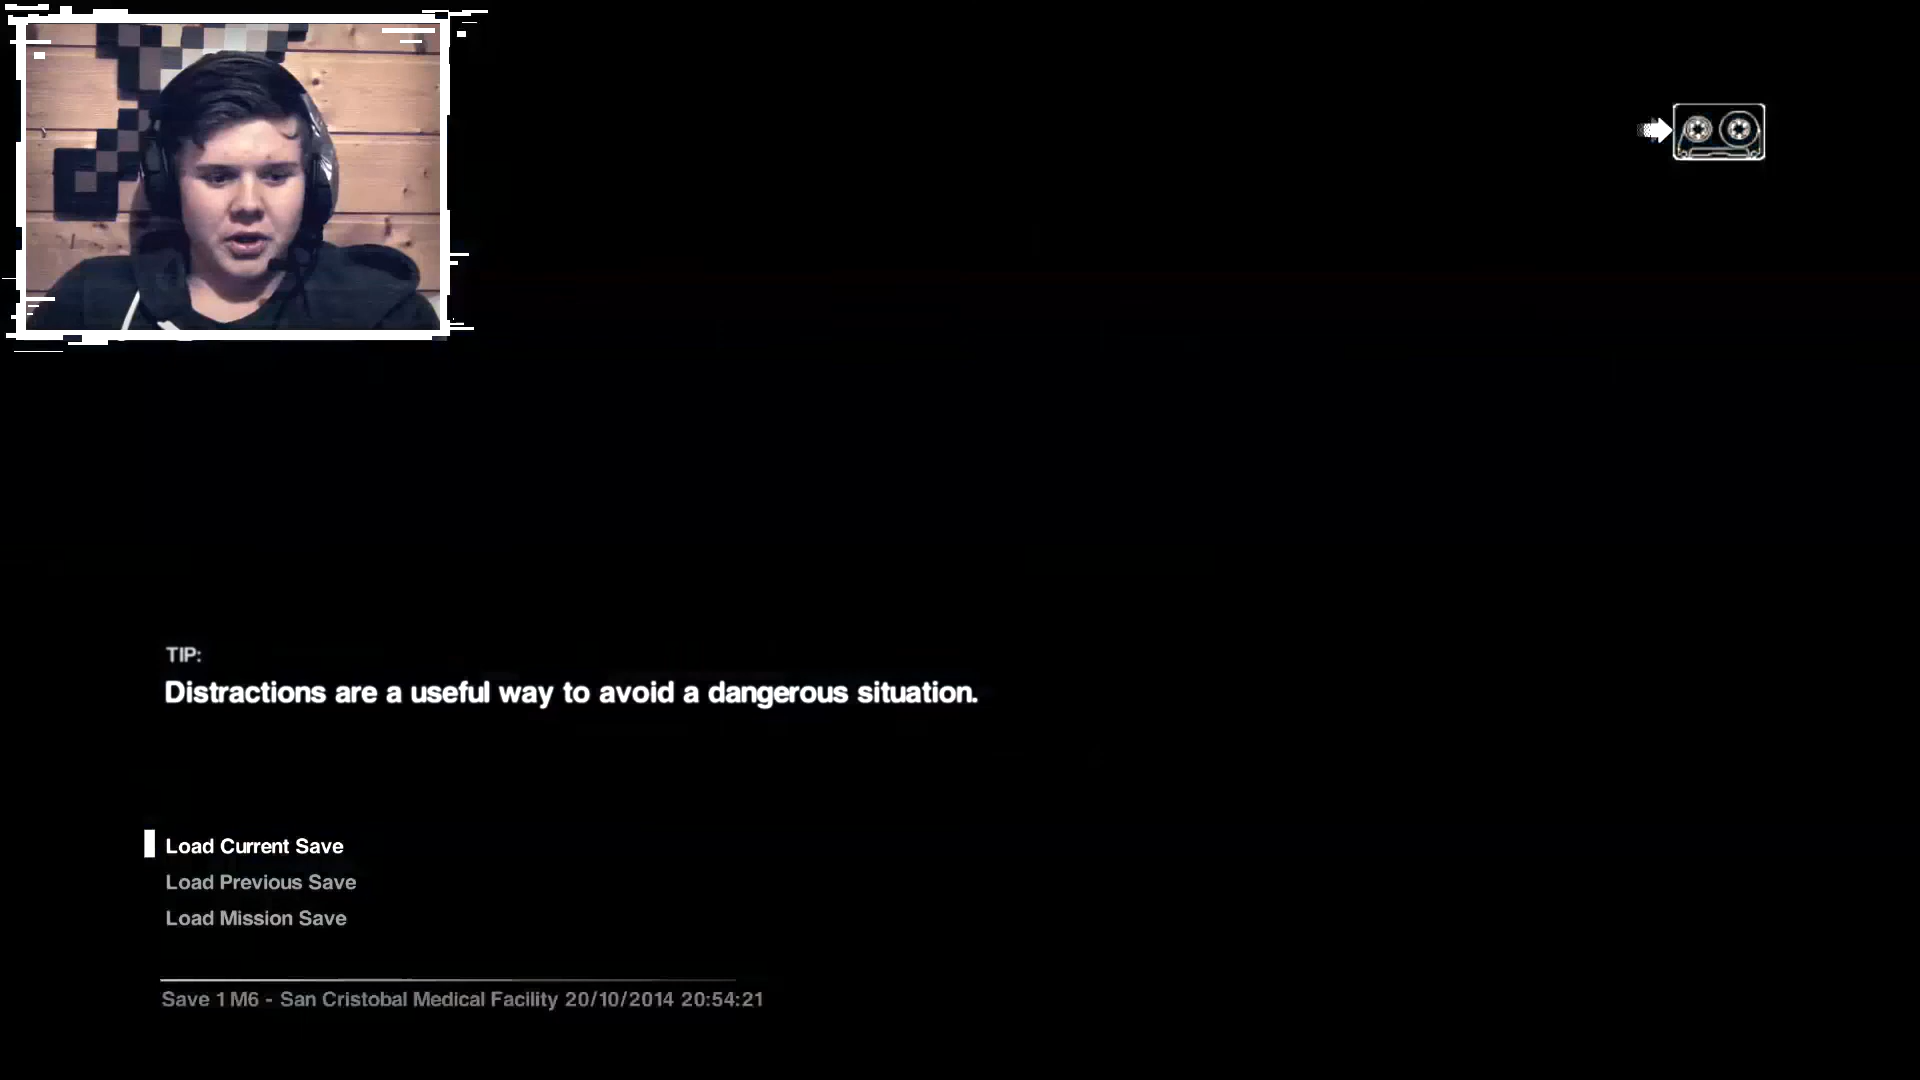 TIP:
Distractions are a useful way to avoid a dangerous situation.
Load Current Save
Load Previous Save
Load Mission Save
Save 1 M6 - San Cristobal Medical Facility 20/10/2014 20:54:21